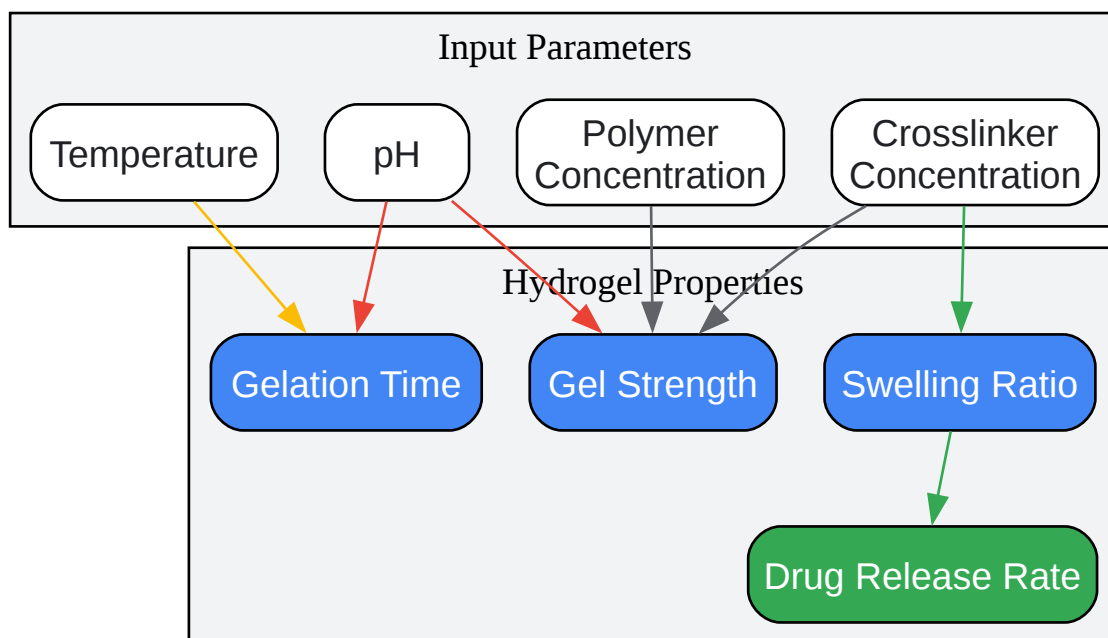 Input Parameters
Temperature
pH
Polymer
Concentration
Crosslinker
Concentration
Hydrogel Properties
Gelation Time
Gel Strength
Swelling Ratio
Drug Release Rate